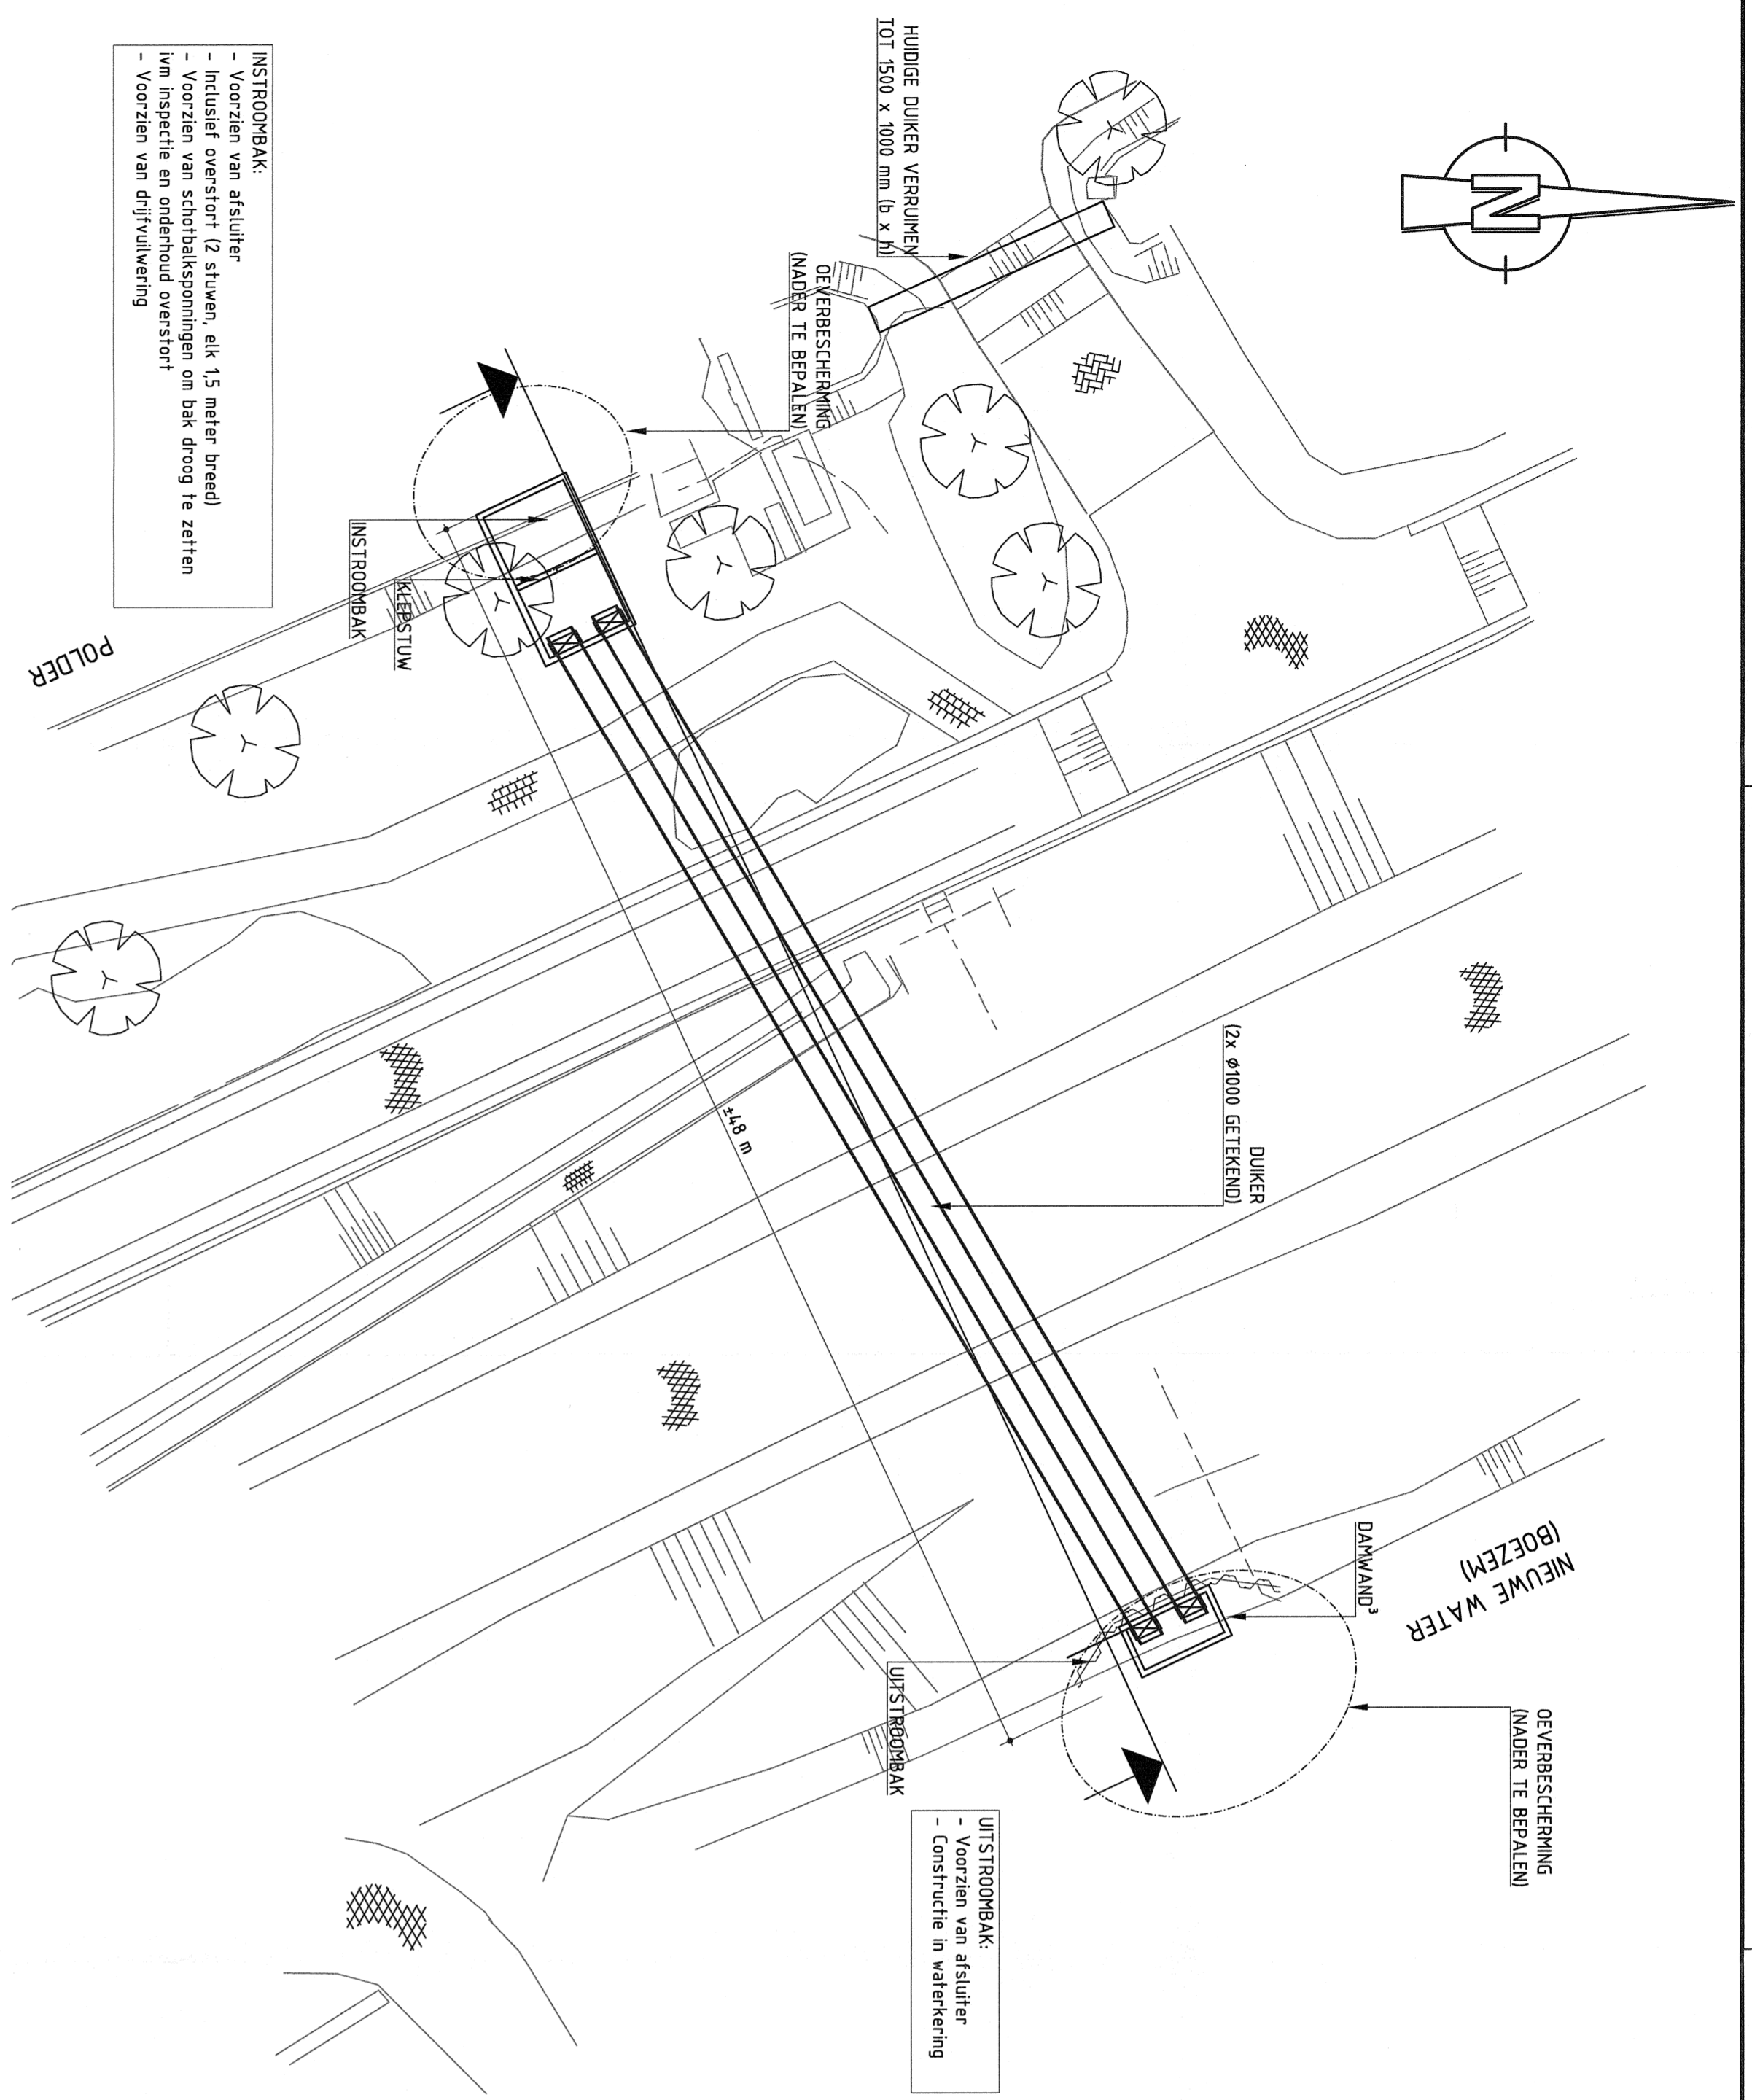 HUIDIGE DUIKER VERRUIMEN
TOT 1500 x 1000 mm (b x h)
N
OEVERBESCHERMING
(NADER TE BEPALEN)
INSTROOMBAK:
- Voorzien van afsluiter
- Inclusief overstort (2 stuwen, elk 1,5 meter breed)
- Voorzien van schotbalksponningen om bak droog te zetten
ivm inspectie en onderhoud overstort
- Voorzien van drijfvuilwering
INSTROOMBAK
KLEPSTUW
POLDER
±48 m
DUIKER
(2x ø1000 GETEKEND)
DAMWAND³
NIEUWE WATER
(BOEZEM)
UITSTROOMBAK
OEVERBESCHERMING
(NADER TE BEPALEN)
UITSTROOMBAK:
- Voorzien van afsluiter
- Constructie in waterkering